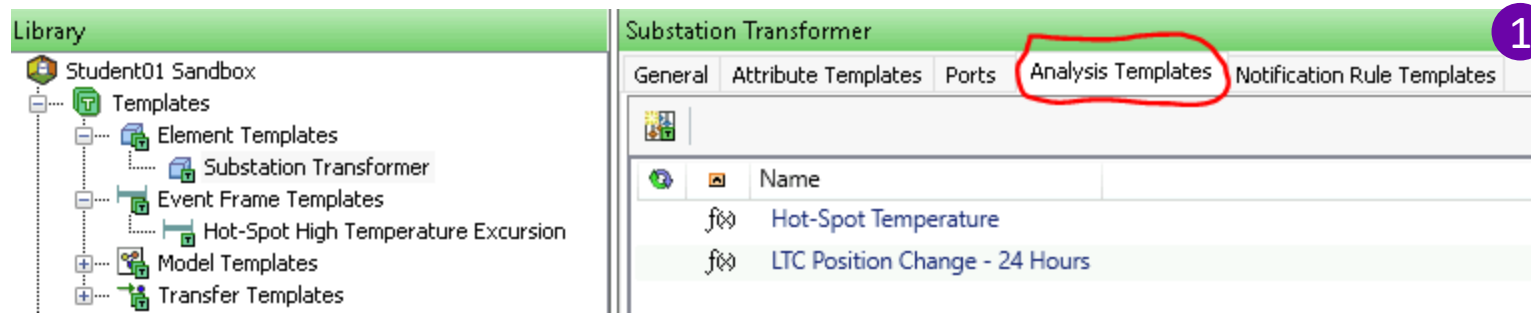 Library
Student01 Sandbox
Templates
Element Templates
Substation Transformer
Event Frame Templates
Hot-Spot High Temperature Excursion
Model Templates
Transfer Templates
Substation Transformer
1
General Attribute Templates Ports Analysis Templates Notification Rule Templates
Name
f(x) Hot-Spot Temperature
f(x) LTC Position Change - 24 Hours